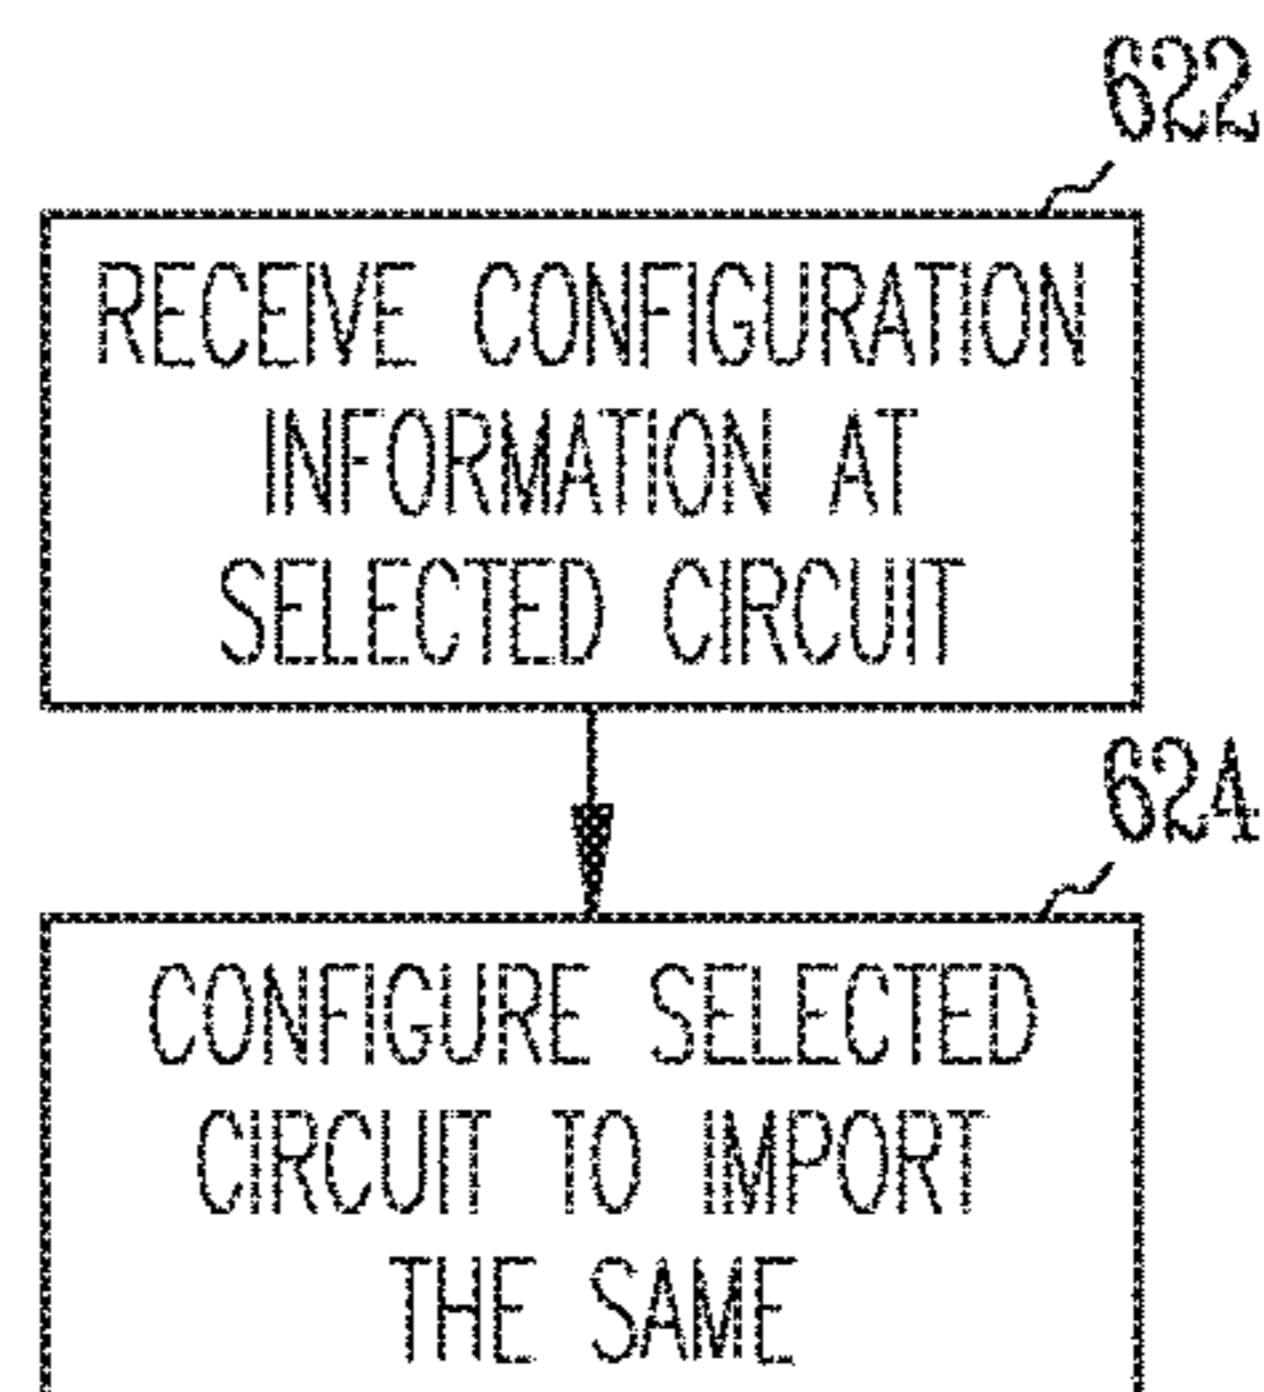 622
RECEIVE CONFIGURATION
INFORMATION AT
SELECTED CIRCUIT
624
CONFIGURE SELECTED
CIRCUIT TO IMPORT
THE SAME